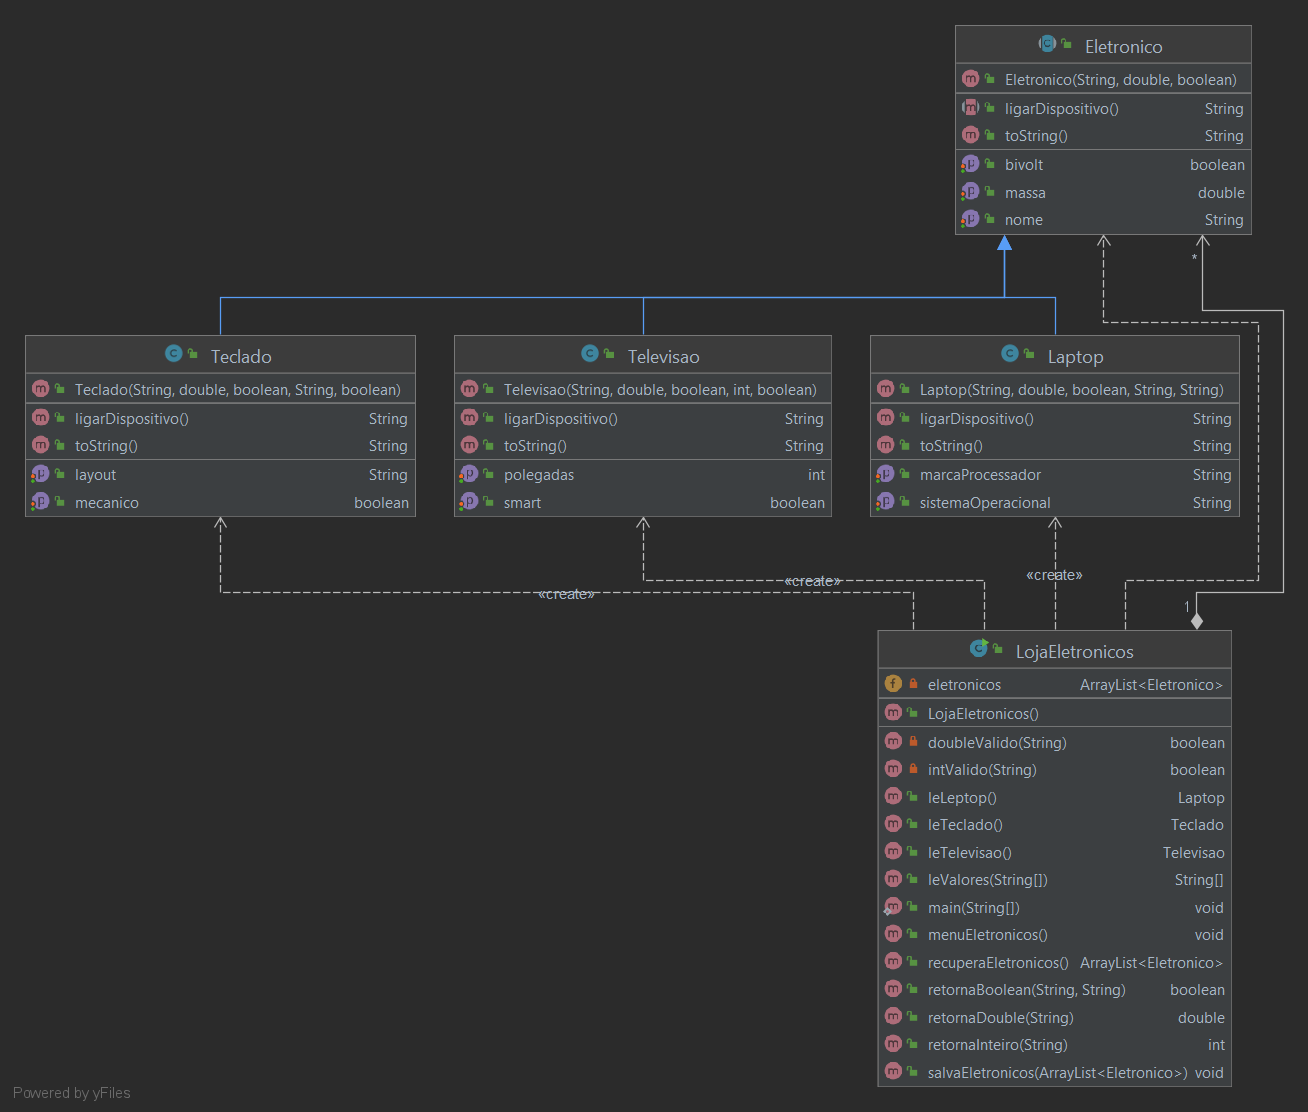 Eletronico
Eletronico(String, double, boolean)
ligarDispositivo() String
toString() String
bivolt boolean
massa double
nome String
*
Teclado
Teclado(String, double, boolean, String, boolean)
ligarDispositivo() String
toString() String
layout String
mecanico boolean
Televisao
Televisao(String, double, boolean, int, boolean)
ligarDispositivo() String
toString() String
polegadas int
smart boolean
Laptop
Laptop(String, double, boolean, String, String)
ligarDispositivo() String
toString() String
marcaProcessador String
sistemaOperacional String
«create»
«create»
«create»
1
LojaEletronicos
eletronicos ArrayList<Eletronico>
LojaEletronicos()
doubleValido(String) boolean
intValido(String) boolean
leLeptop() Laptop
leTeclado() Teclado
leTelevisao() Televisao
leValores(String[]) String[]
main(String[]) void
menuEletronicos() void
recuperaEletronicos() ArrayList<Eletronico>
retornaBoolean(String, String) boolean
retornaDouble(String) double
retornaInteiro(String) int
salvaEletronicos(ArrayList<Eletronico>) void
Powered by yFiles